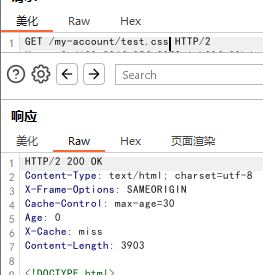 美化 Raw Hex
1 GET /my-account/test.css HTTP/2
Search
响应
美化 Raw Hex 页面渲染
1 HTTP/2 200 OK
2 Content-Type: text/html; charset=utf-8
3 X-Frame-Options: SAMEORIGIN
4 Cache-Control: max-age=30
5 Age: 0
6 X-Cache: miss
7 Content-Length: 3903
8
9 <!DOCTYPE html>